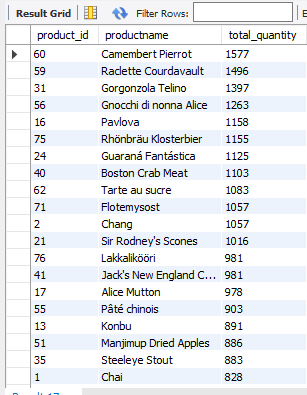 Result Grid Filter Rows: E
product_id productname total_quantity
60 Camembert Pierrot 1577
59 Raclette Courdavault 1496
31 Gorgonzola Telino 1397
56 Gnocchi di nonna Alice 1263
16 Pavlova 1158
75 Rhönbräu Klosterbier 1155
24 Guaraná Fantástica 1125
40 Boston Crab Meat 1103
62 Tarte au sucre 1083
71 Flotemysost 1057
2 Chang 1057
21 Sir Rodney's Scones 1016
76 Lakkalikööri 981
41 Jack's New England C... 981
17 Alice Mutton 978
55 Pâté chinois 903
13 Konbu 891
51 Manjimup Dried Apples 886
35 Steeleye Stout 883
1 Chai 828